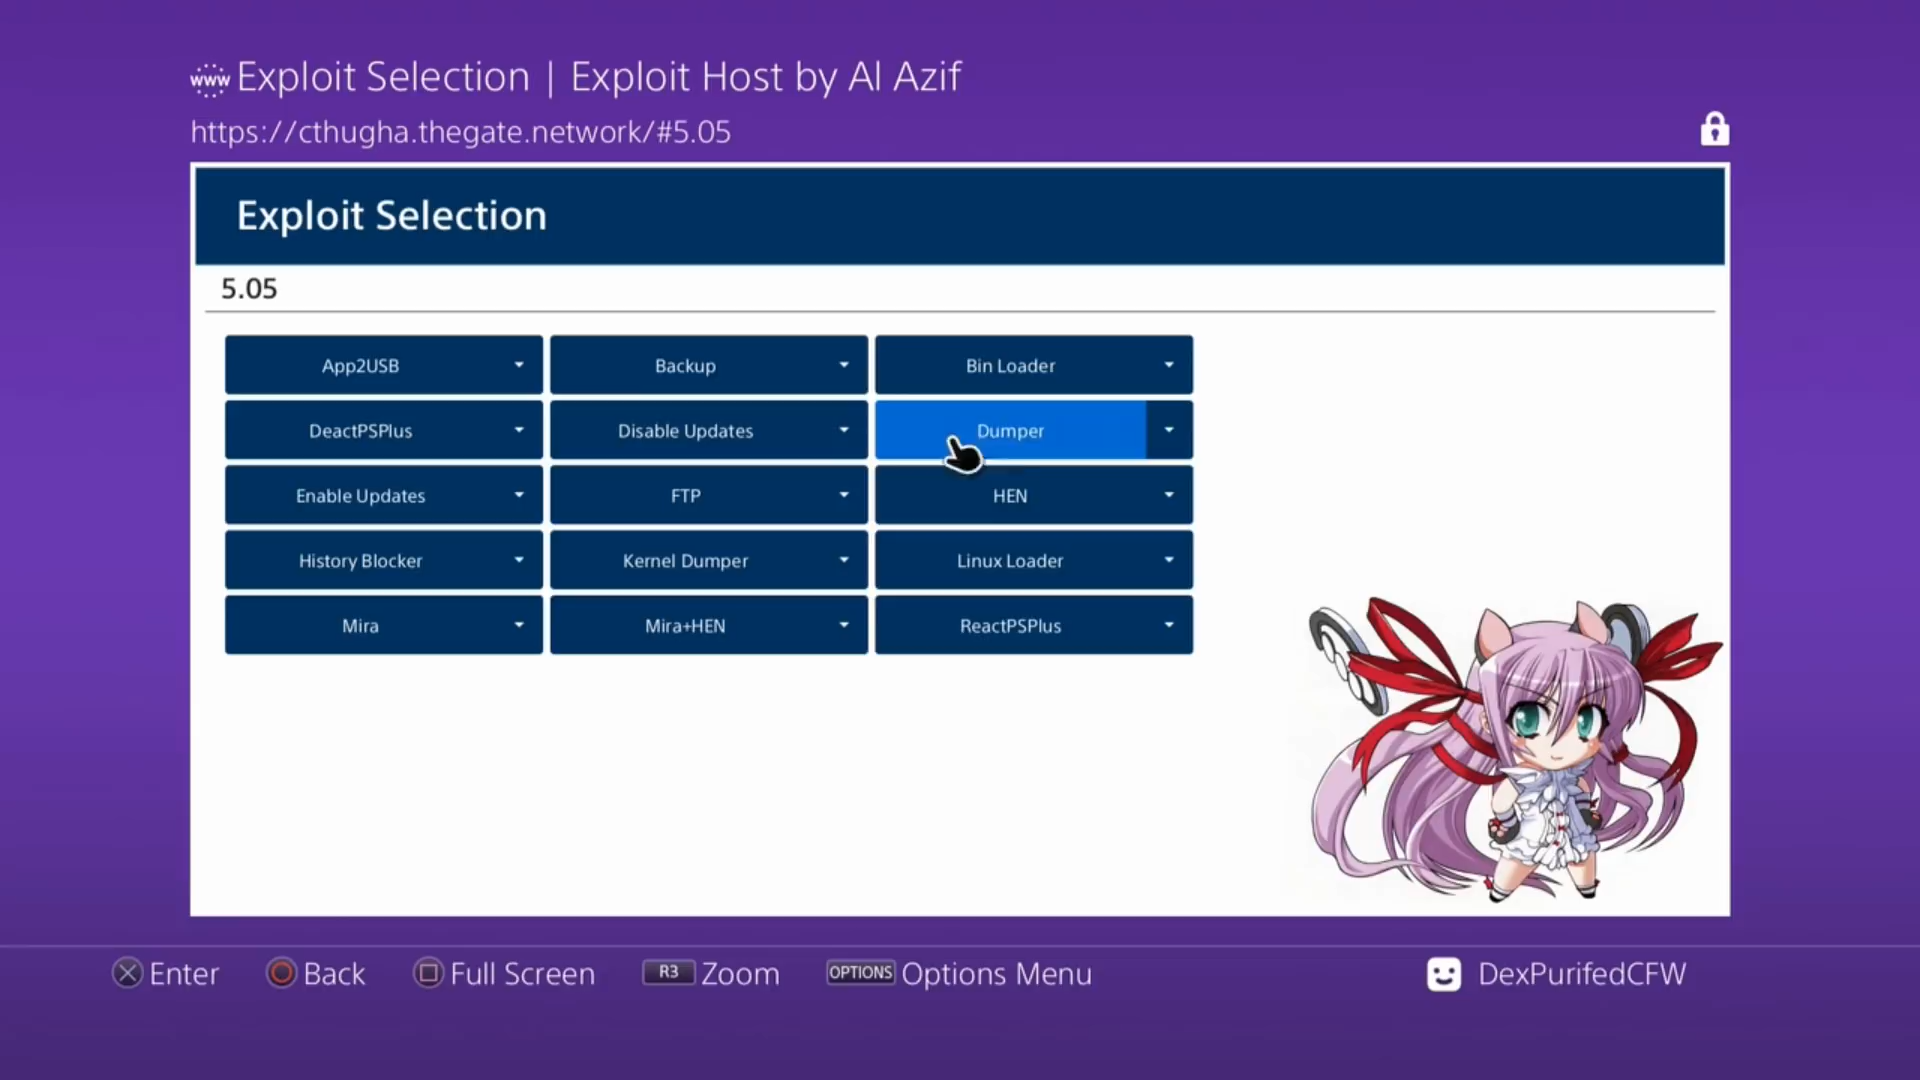 www Exploit Selection | Exploit Host by Al Azif
https://cthugha.thegate.network/#5.05
Exploit Selection
5.05
App2USB Backup Bin Loader
DeactPSPlus Disable Updates Dumper
Enable Updates FTP HEN
History Blocker Kernel Dumper Linux Loader
Mira Mira+HEN ReactPSPlus
Enter Back Full Screen R3 Zoom OPTIONS Options Menu DexPurifedCFW